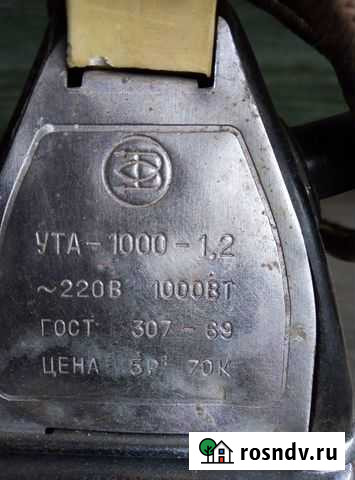 УТА-1000-1,2
~220В 1000ВТ
ГОСТ 307-69
ЦЕНА 5Р 70К
rosndv.ru